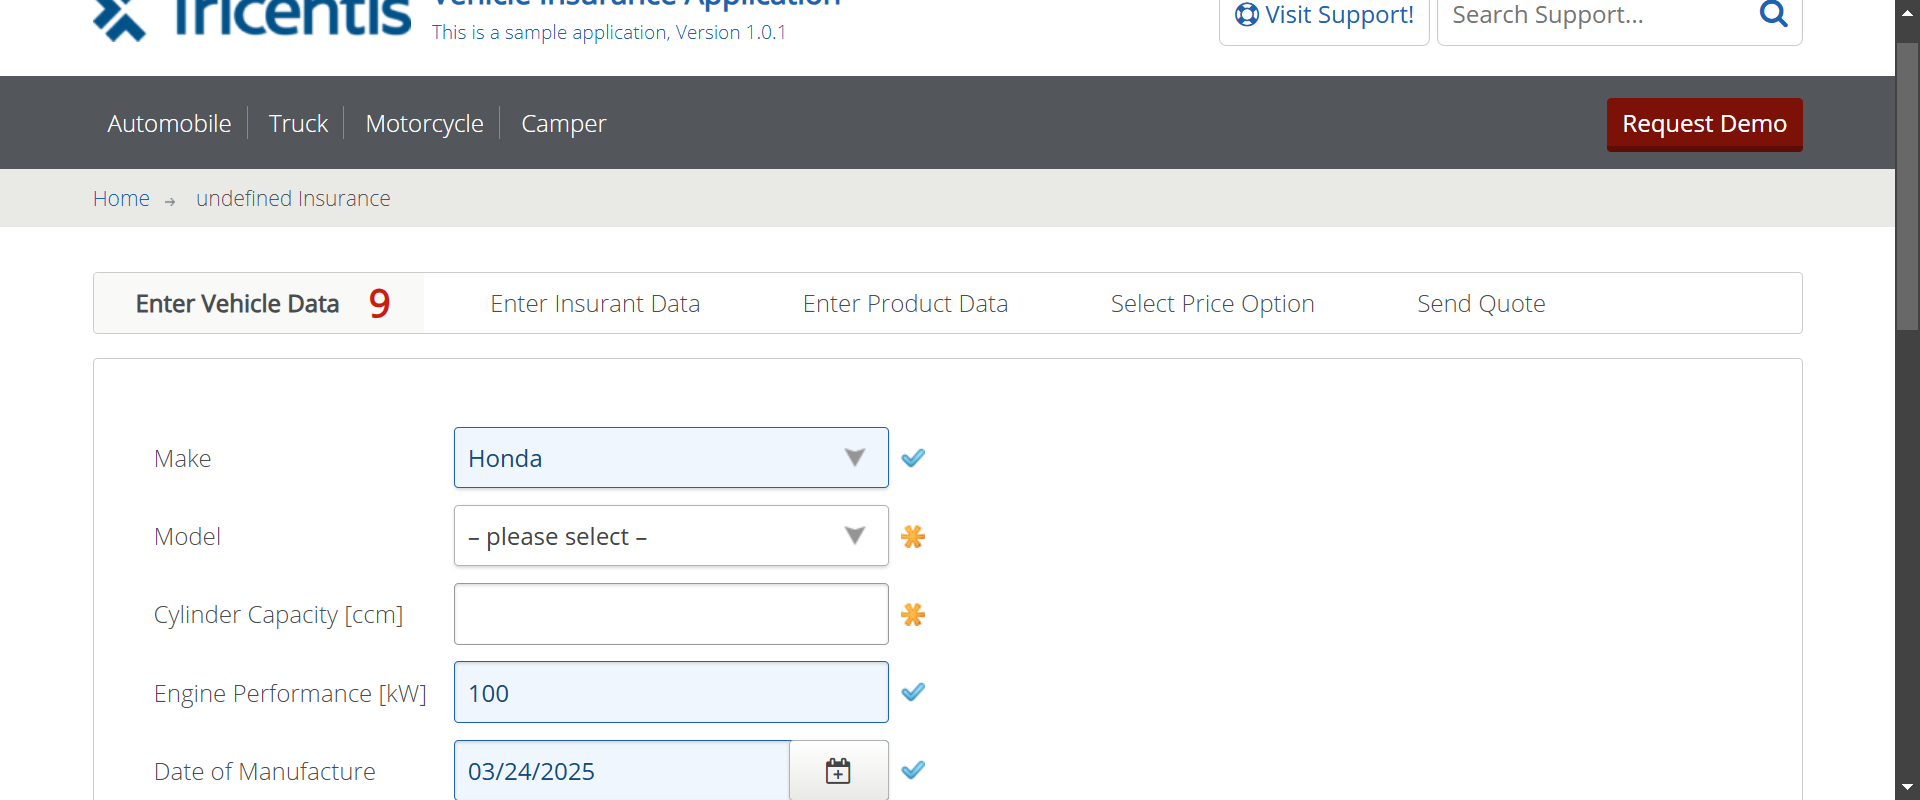 Tricentis
Vehicle Insurance Application
This is a sample application, Version 1.0.1
Visit Support!
Search Support...
Automobile
Truck
Motorcycle
Camper
Request Demo
Home
undefined Insurance
Enter Vehicle Data 9
Enter Insurant Data
Enter Product Data
Select Price Option
Send Quote
Make
Honda
Model
– please select –
Cylinder Capacity [ccm]
Engine Performance [kW]
100
Date of Manufacture
03/24/2025